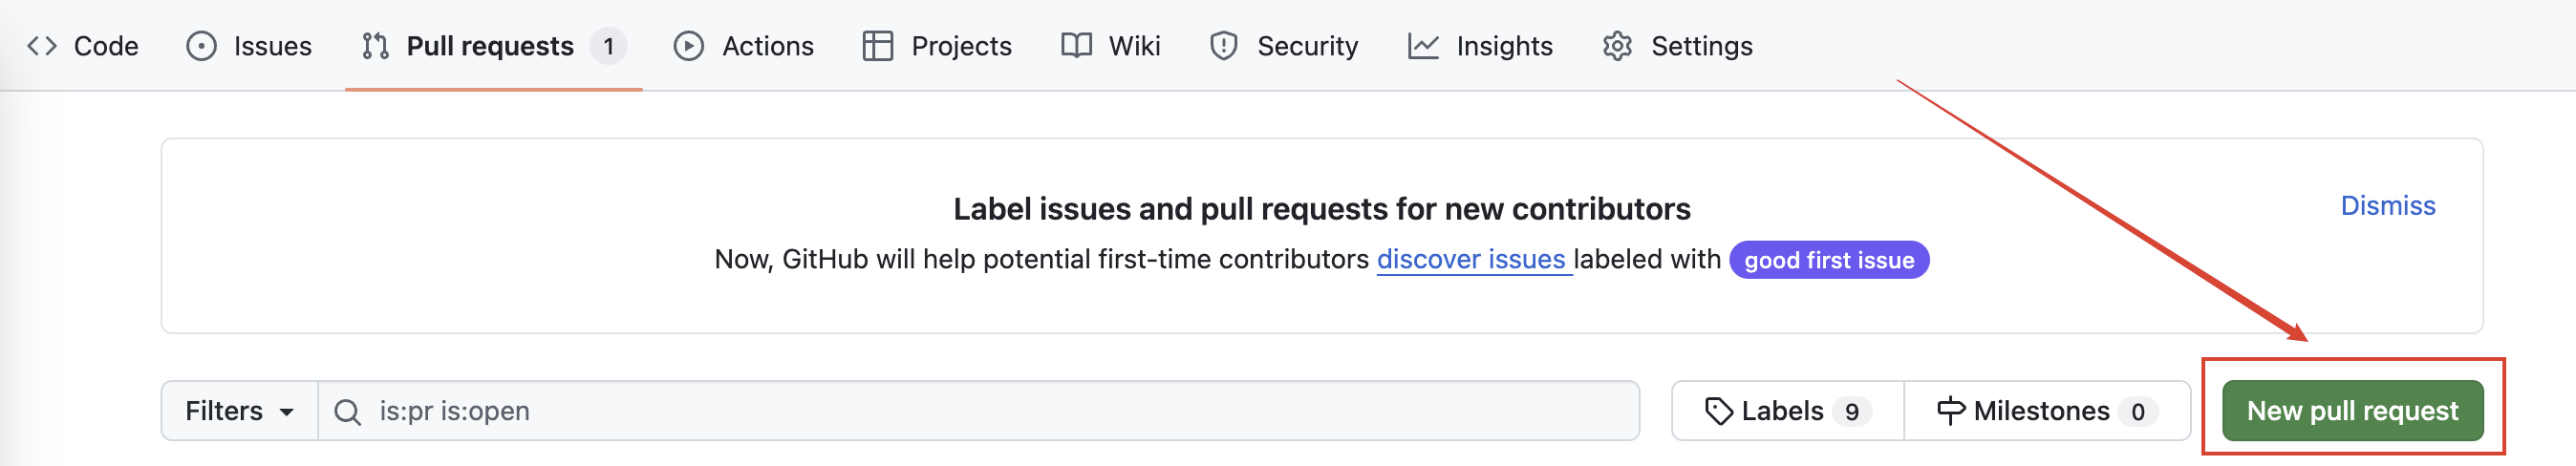 Code Issues Pull requests 1 Actions Projects Wiki Security Insights Settings
Label issues and pull requests for new contributors
Dismiss
Now, GitHub will help potential first-time contributors discover issues labeled with good first issue
Filters is:pr is:open Labels 9 Milestones 0 New pull request